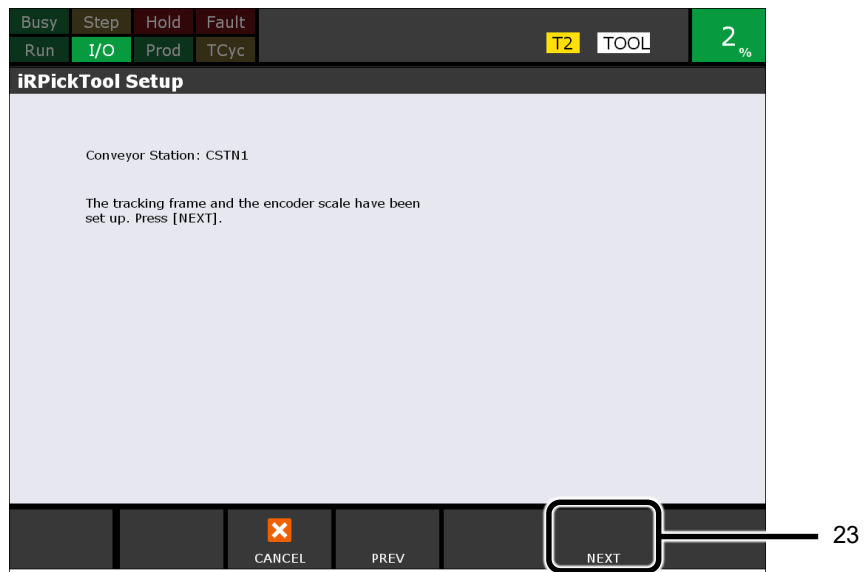 Busy Step Hold Fault
Run I/O Prod TCyc
T2 TOOL
2%
iRPickTool Setup
Conveyor Station: CSTN1
The tracking frame and the encoder scale have been
set up. Press [NEXT].
CANCEL PREV NEXT
23